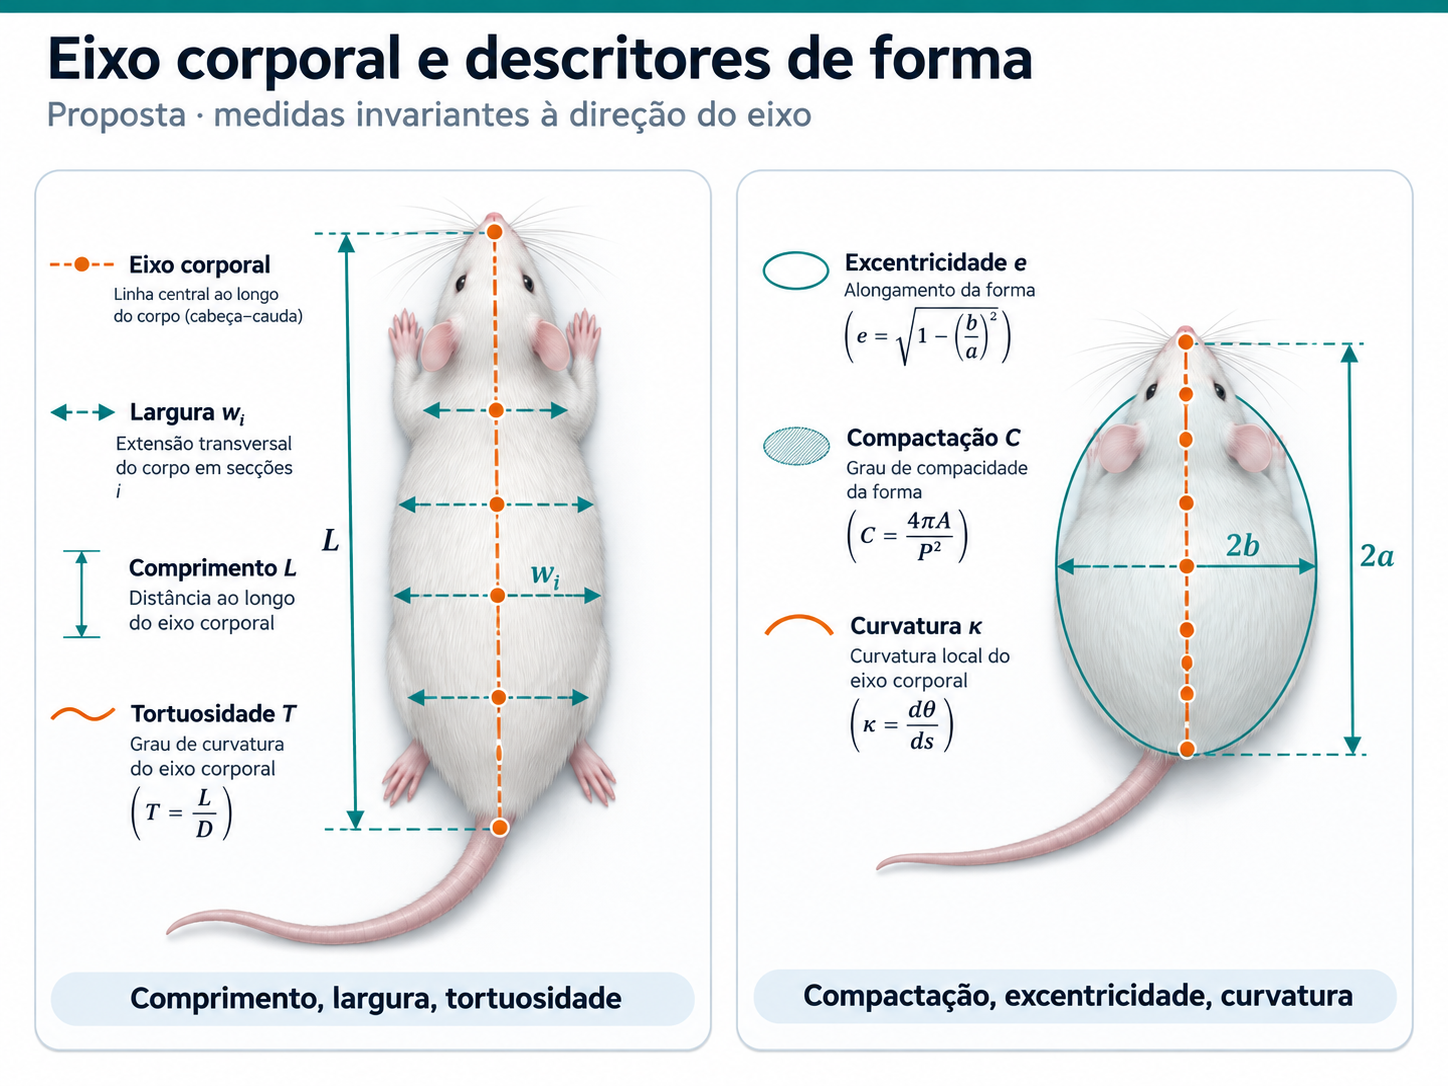 Eixo corporal e descritores de forma
Proposta · medidas invariantes à direção do eixo
Eixo corporal
Linha central ao longo
do corpo (cabeça–cauda)
Largura wᵢ
Extensão transversal
do corpo em secções
i
Comprimento L
Distância ao longo
do eixo corporal
Tortuosidade T
Grau de curvatura
do eixo corporal
(T = L/D)
L
wᵢ
Comprimento, largura, tortuosidade
Excentricidade e
Alongamento da forma
(e = √(1 − (b/a)²))
Compactação C
Grau de compacidade
da forma
(C = 4πA/P²)
Curvatura κ
Curvatura local do
eixo corporal
(κ = dθ/ds)
2b
2a
Compactação, excentricidade, curvatura